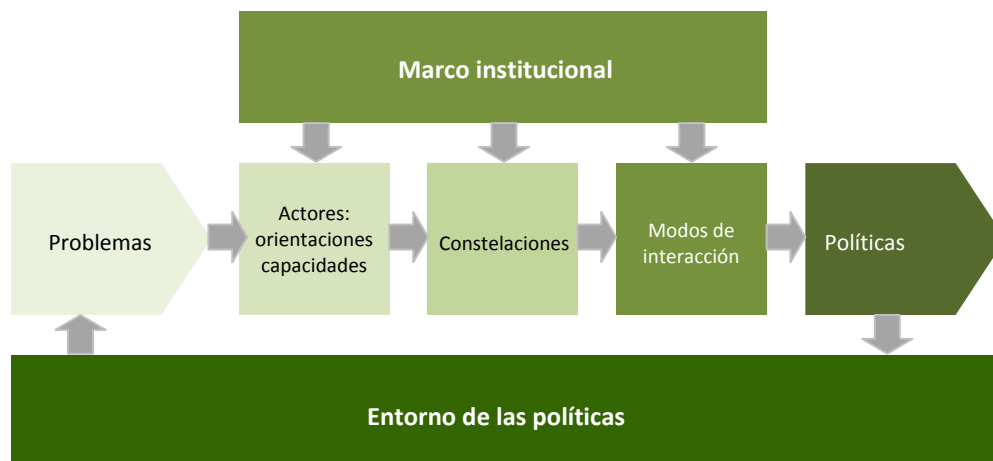 Marco institucional
Problemas
Actores:
orientaciones
capacidades
Constelaciones
Modos de
interacción
Políticas
Entorno de las políticas